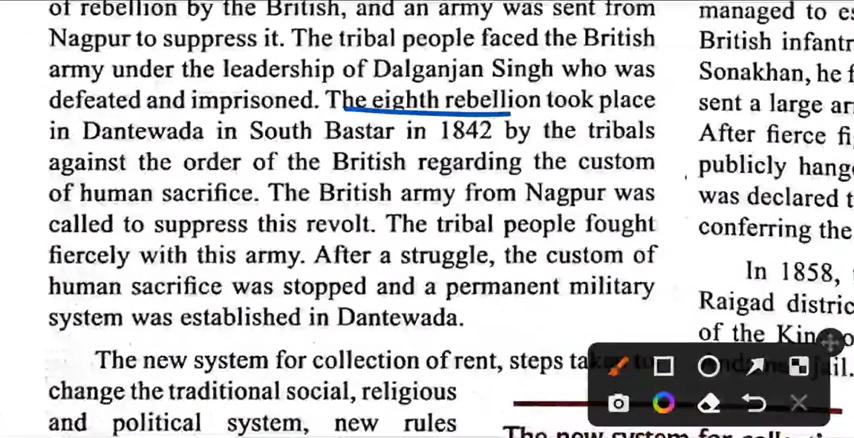 of rebellion by the British, and an army was sent from
Nagpur to suppress it. The tribal people faced the British
army under the leadership of Dalganjan Singh who was
defeated and imprisoned. The eighth rebellion took place
in Dantewada in South Bastar in 1842 by the tribals
against the order of the British regarding the custom
of human sacrifice. The British army from Nagpur was
called to suppress this revolt. The tribal people fought
fiercely with this army. After a struggle, the custom of
human sacrifice was stopped and a permanent military
system was established in Dantewada.
The new system for collection of rent, steps taken to
change the traditional social, religious
and political system, new rules
managed to
British
Sonakhan, he
sent a large
After fierce
publicly
was declared
conferring the
In 1858,
Raigad
of the
jail.
The new system for